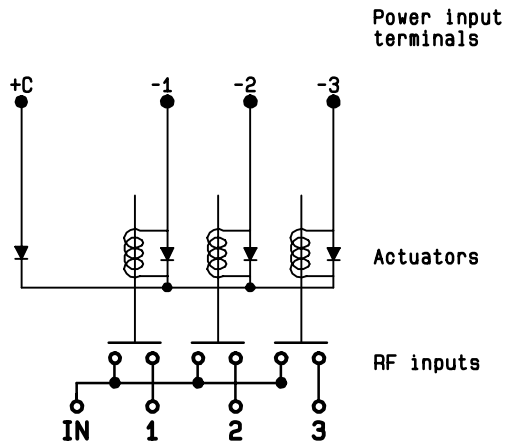 Power input
terminals
+C -1 -2 -3
Actuators
RF inputs
IN 1 2 3